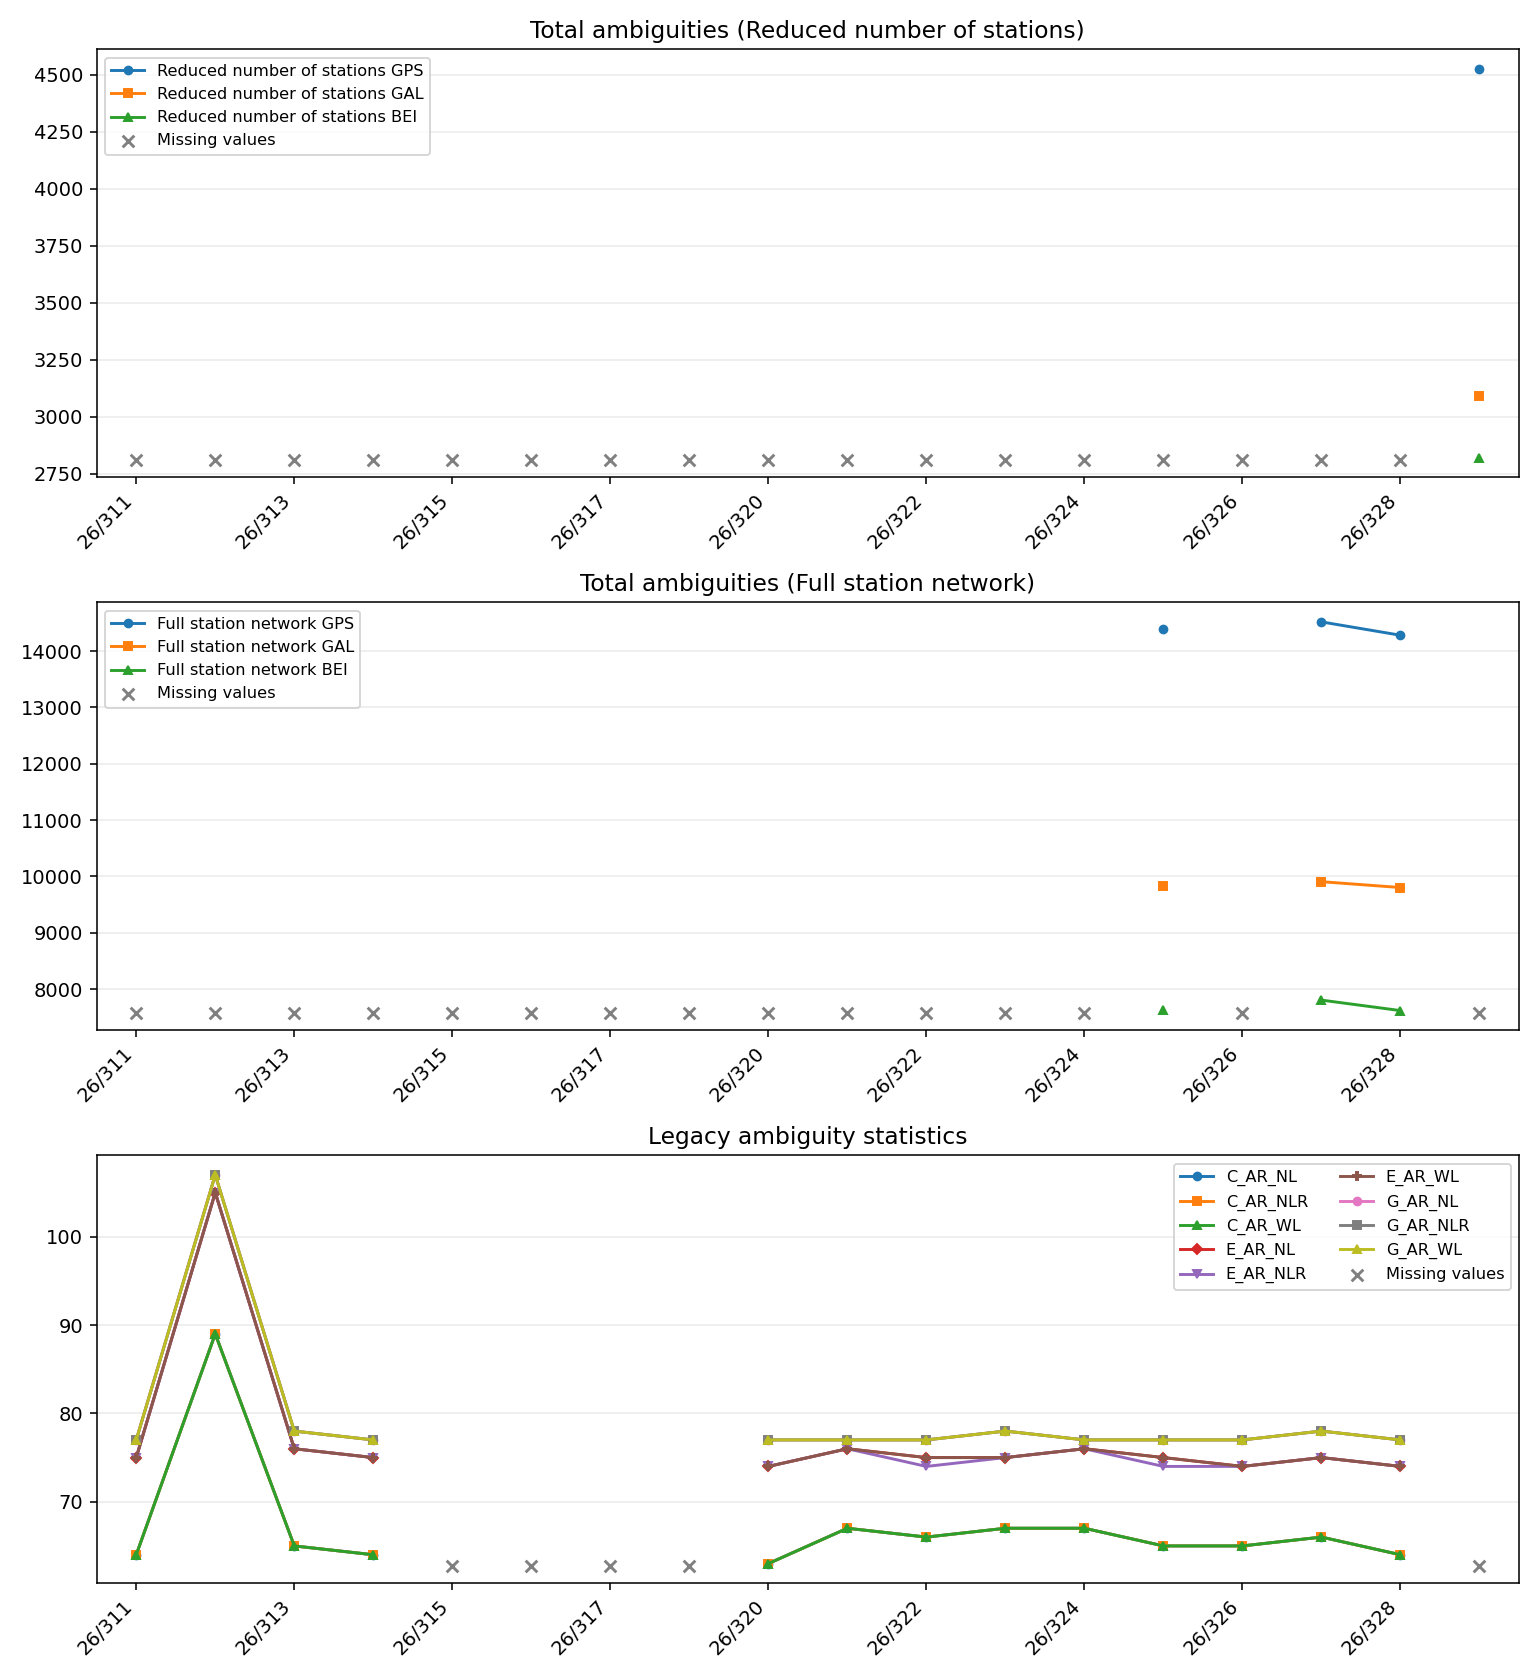 Total ambiguities (Reduced number of stations)
4500
4250
4000
3750
3500
3250
3000
2750
Reduced number of stations GPS
Reduced number of stations GAL
Reduced number of stations BEI
Missing values
26/311
26/313
26/315
26/317
26/320
26/322
26/324
26/326
26/328
Total ambiguities (Full station network)
14000
13000
12000
11000
10000
9000
8000
Full station network GPS
Full station network GAL
Full station network BEI
Missing values
26/311
26/313
26/315
26/317
26/320
26/322
26/324
26/326
26/328
Legacy ambiguity statistics
100
90
80
70
C_AR_NL
C_AR_NLR
C_AR_WL
E_AR_NL
E_AR_NLR
E_AR_WL
G_AR_NL
G_AR_NLR
G_AR_WL
Missing values
26/311
26/313
26/315
26/317
26/320
26/322
26/324
26/326
26/328